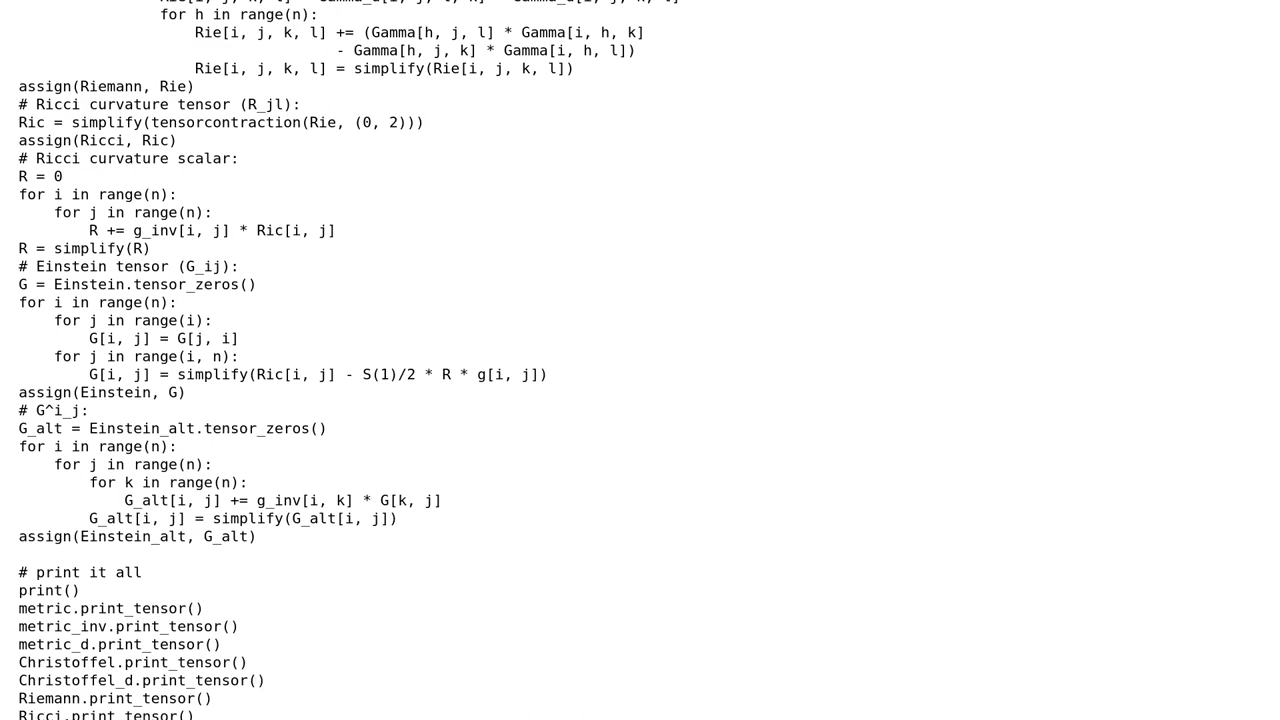 for h in range(n):
                    Rie[i, j, k, l] += (Gamma[h, j, l] * Gamma[i, h, k]
                                    - Gamma[h, j, k] * Gamma[i, h, l])
                    Rie[i, j, k, l] = simplify(Rie[i, j, k, l])
assign(Riemann, Rie)
# Ricci curvature tensor (R_jl):
Ric = simplify(tensorcontraction(Rie, (0, 2)))
assign(Ricci, Ric)
# Ricci curvature scalar:
R = 0
for i in range(n):
    for j in range(n):
        R += g_inv[i, j] * Ric[i, j]
R = simplify(R)
# Einstein tensor (G_ij):
G = Einstein.tensor_zeros()
for i in range(n):
    for j in range(i):
        G[i, j] = G[j, i]
    for j in range(i, n):
        G[i, j] = simplify(Ric[i, j] - S(1)/2 * R * g[i, j])
assign(Einstein, G)
# G^i_j:
G_alt = Einstein_alt.tensor_zeros()
for i in range(n):
    for j in range(n):
        for k in range(n):
            G_alt[i, j] += g_inv[i, k] * G[k, j]
        G_alt[i, j] = simplify(G_alt[i, j])
assign(Einstein_alt, G_alt)

# print it all
print()
metric.print_tensor()
metric_inv.print_tensor()
metric_d.print_tensor()
Christoffel.print_tensor()
Christoffel_d.print_tensor()
Riemann.print_tensor()
Ricci.print_tensor()